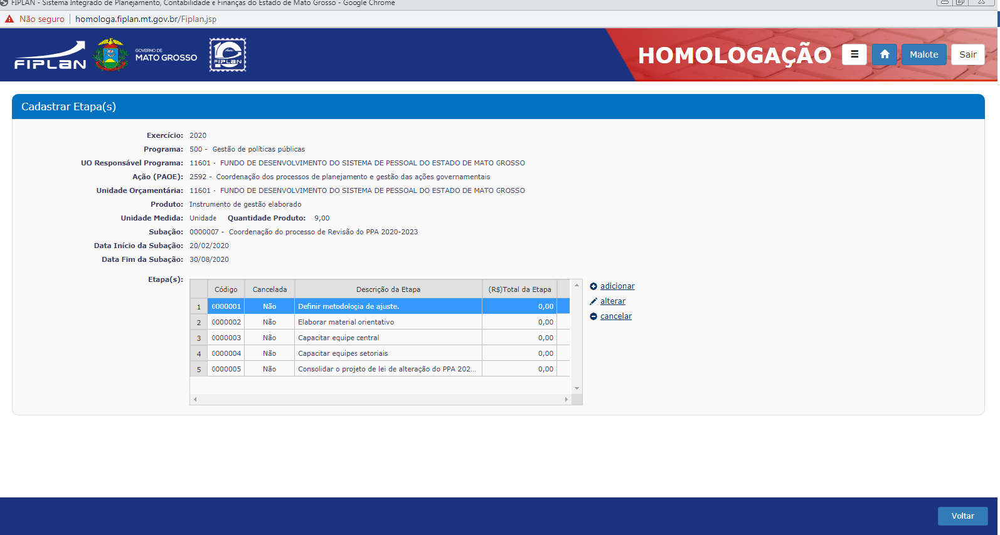 FIPLAN - Sistema Integrado de Planejamento, Contabilidade e Finanças do Estado de Mato Grosso - Google Chrome
Não seguro | homologa.fiplan.mt.gov.br/Fiplan.jsp
FIPLAN
GOVERNO DE
MATO GROSSO
FIPLAN
HOMOLOGAÇÃO
Malote
Sair
Cadastrar Etapa(s)
Exercício: 2020
Programa: 500 - Gestão de políticas públicas
UO Responsável Programa: 11601 - FUNDO DE DESENVOLVIMENTO DO SISTEMA DE PESSOAL DO ESTADO DE MATO GROSSO
Ação (PAOE): 2592 - Coordenação dos processos de planejamento e gestão das ações governamentais
Unidade Orçamentária: 11601 - FUNDO DE DESENVOLVIMENTO DO SISTEMA DE PESSOAL DO ESTADO DE MATO GROSSO
Produto: Instrumento de gestão elaborado
Unidade Medida: Unidade Quantidade Produto: 9,00
Subação: 0000007 - Coordenação do processo de Revisão do PPA 2020-2023
Data Início da Subação: 20/02/2020
Data Fim da Subação: 30/08/2020
Etapa(s):
Código Cancelada Descrição da Etapa (R$)Total da Etapa
1 0000001 Não Definir metodologia de ajuste. 0,00
2 0000002 Não Elaborar material orientativo 0,00
3 0000003 Não Capacitar equipe central 0,00
4 0000004 Não Capacitar equipes setoriais 0,00
5 0000005 Não Consolidar o projeto de lei de alteração do PPA 202... 0,00
adicionar
alterar
cancelar
Voltar